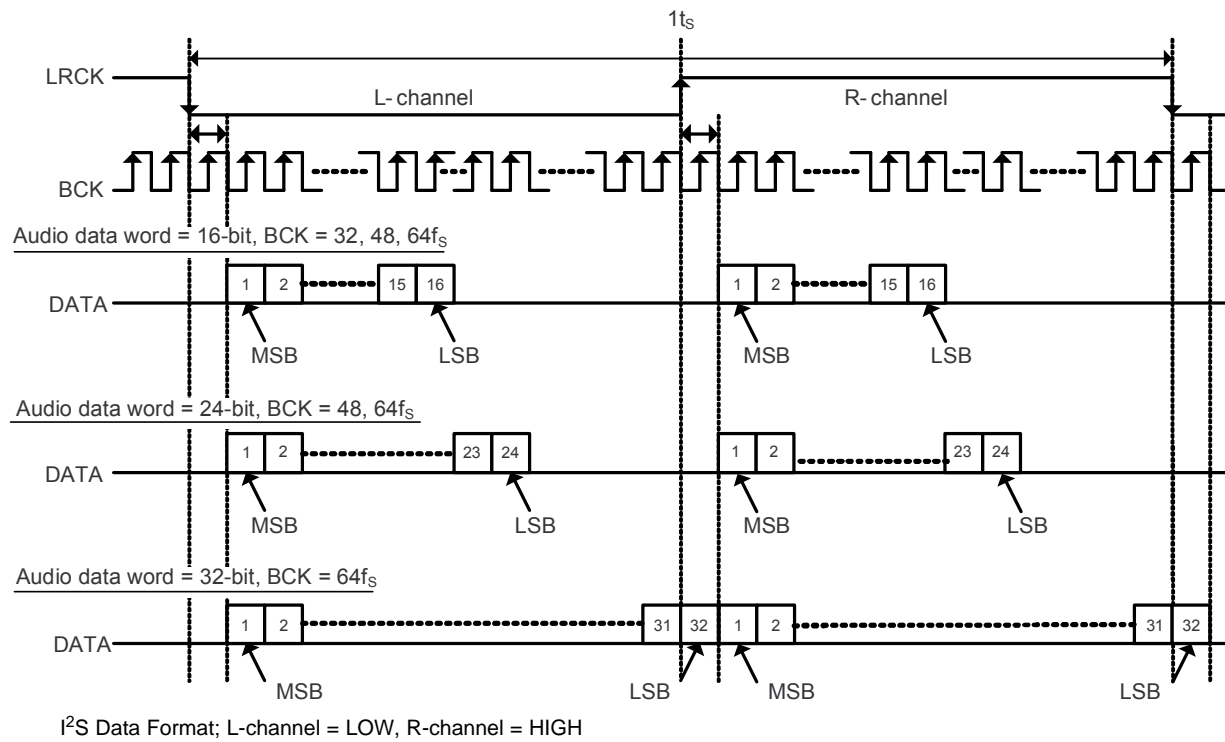 1tS
LRCK
L- channel
R- channel
BCK
Audio data word = 16-bit, BCK = 32, 48, 64fS
DATA
1 2 15 16 1 2 15 16
MSB LSB MSB LSB
Audio data word = 24-bit, BCK = 48, 64fS
DATA
1 2 23 24 1 2 23 24
MSB LSB MSB LSB
Audio data word = 32-bit, BCK = 64fS
DATA
1 2 31 32 1 2 31 32
MSB LSB MSB LSB
I2S Data Format; L-channel = LOW, R-channel = HIGH